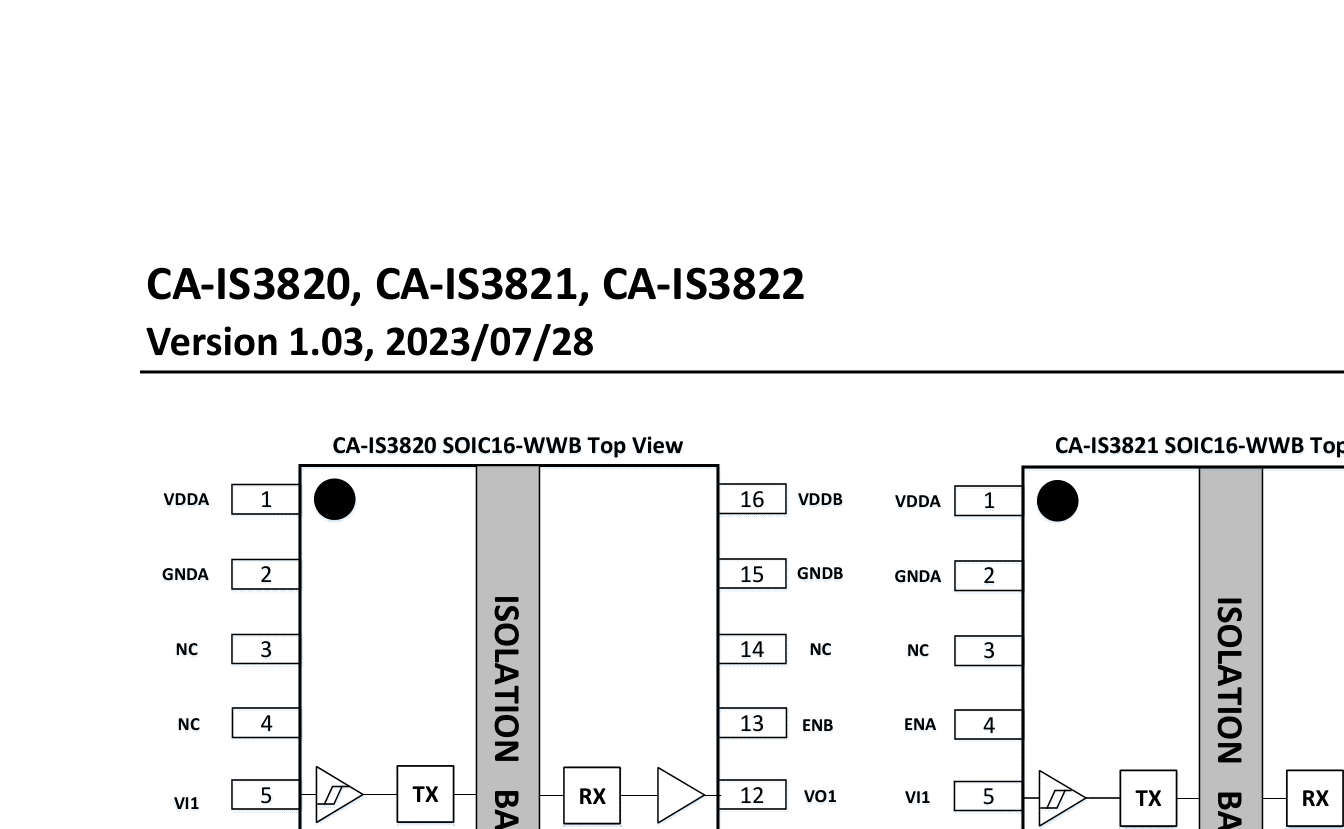 CA-IS3820, CA-IS3821, CA-IS3822
Version 1.03, 2023/07/28
CA-IS3820 SOIC16-WWB Top View
VDDA 1 16 VDDB
GNDA 2 15 GNDB
NC 3 14 NC
NC 4 13 ENB
VI1 5 TX RX 12 VO1
ISOLATION BA
CA-IS3821 SOIC16-WWB Top
VDDA 1
GNDA 2
NC 3
ENA 4
VI1 5 TX RX
ISOLATION BA